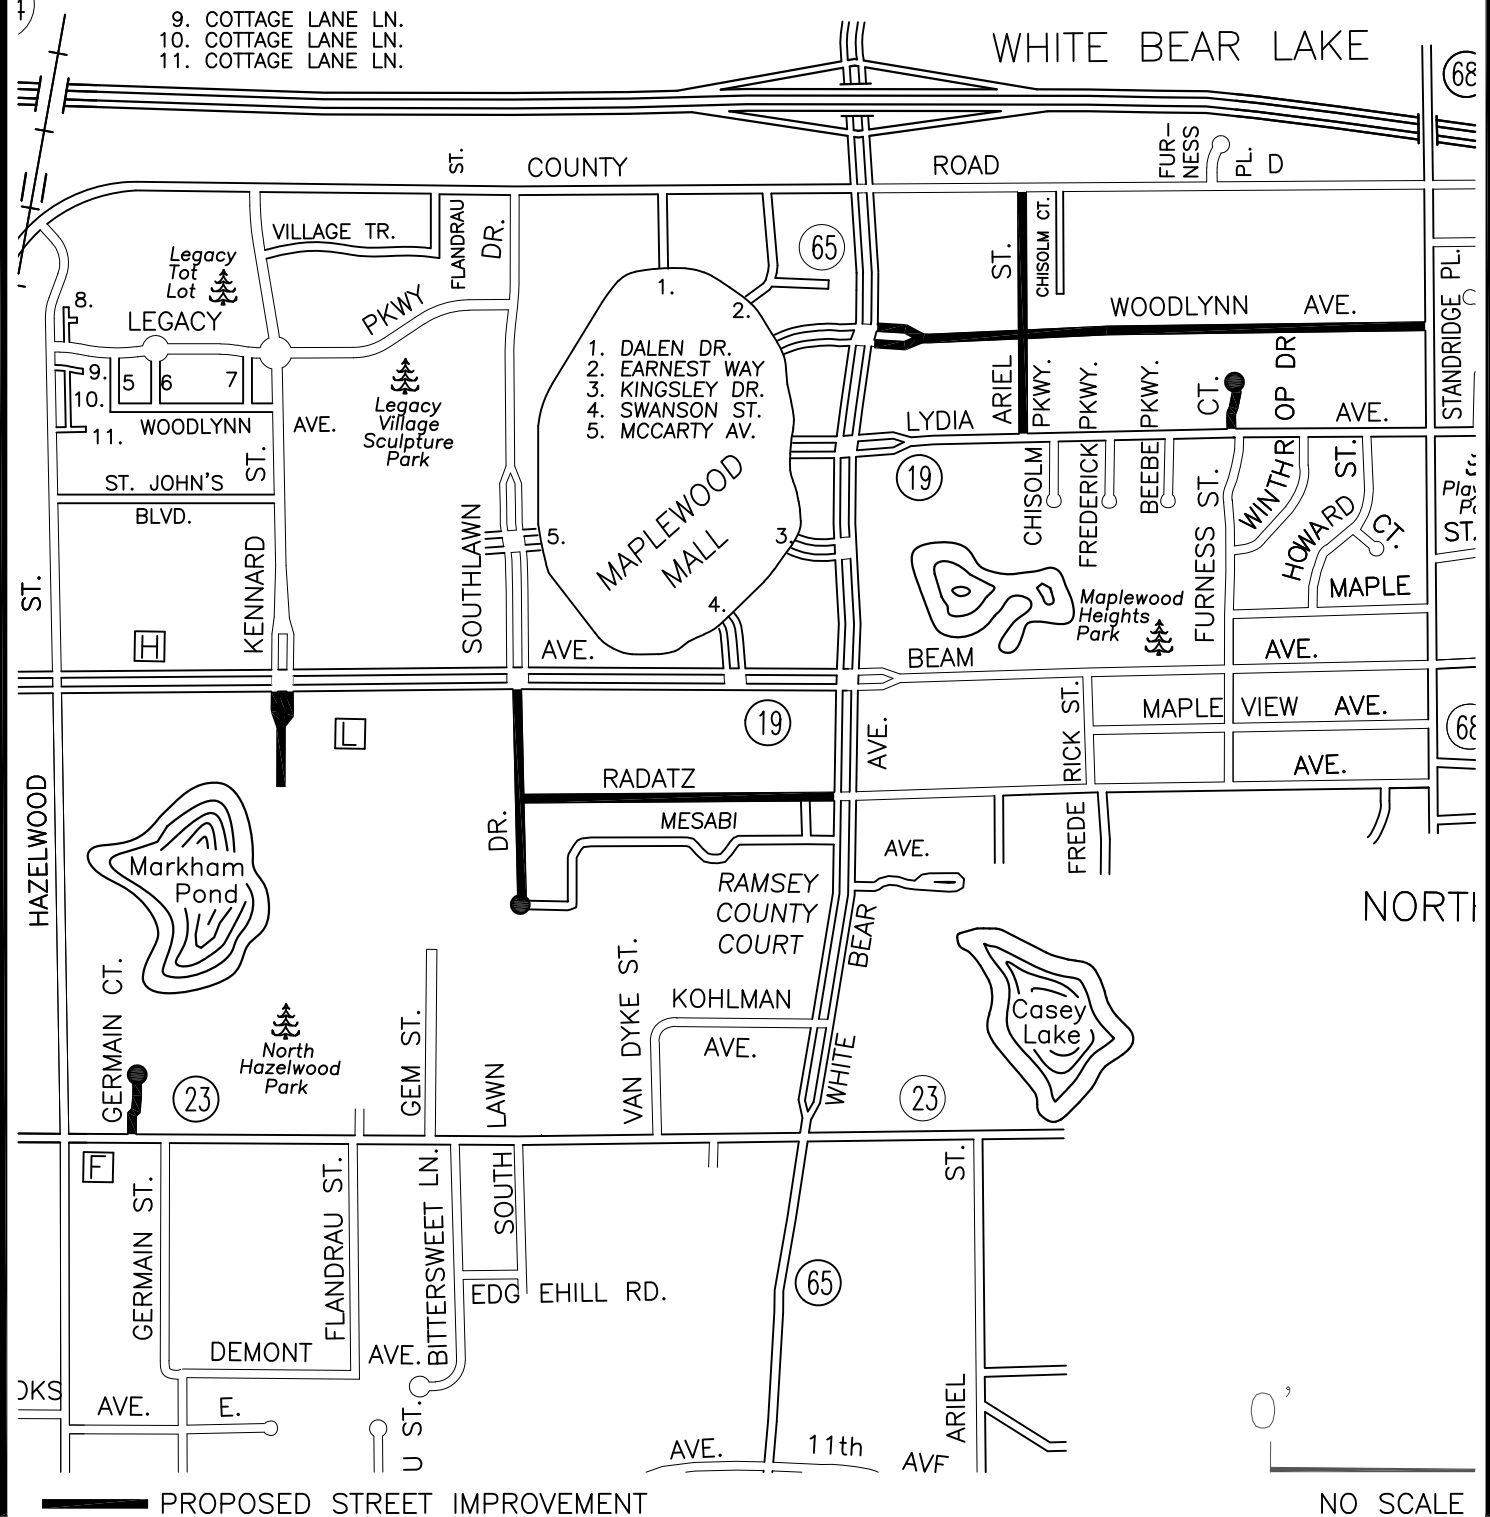 9. COTTAGE LANE LN.
10. COTTAGE LANE LN.
11. COTTAGE LANE LN.
WHITE BEAR LAKE
68
COUNTY ROAD D
ST.
FLANDRAU
FUR-
NESS
PL.
VILLAGE TR.
DR.
65
ST.
CHISOLM CT.
Legacy
Tot
Lot
8.
LEGACY
PKWY
1.
2.
WOODLYNN AVE.
STANDRIDGE PL.
1. DALEN DR.
2. EARNEST WAY
3. KINGSLEY DR.
4. SWANSON ST.
5. MCCARTY AV.
9.
5
6
7
10.
11.
WOODLYNN AVE.
Legacy
Village
Sculpture
Park
ARIEL
PKWY.
PKWY.
PKWY.
CT.
OP DR
LYDIA AVE.
ST. JOHN'S
BLVD.
ST.
MAPLEWOOD
MALL
19
CHISOLM
FREDERICK
BEEBE
FURNESS ST.
WINTHR
HOWARD
ST.
CT.
ST.
ST.
KENNARD
SOUTHLAWN
5.
3.
4.
H
Maplewood
Heights
Park
MAPLE
AVE.
AVE.
BEAM
L
19
AVE.
RICK ST.
MAPLE VIEW AVE.
68
HAZELWOOD
RADATZ
AVE.
DR.
MESABI
AVE.
FREDE
Markham
Pond
RAMSEY
COUNTY
COURT
BEAR
GERMAIN CT.
GEM ST.
VAN DYKE ST.
KOHLMAN
AVE.
WHITE
Casey
Lake
North
Hazelwood
Park
23
LAWN
23
F
GERMAIN ST.
FLANDRAU ST.
BITTERSWEET LN.
SOUTH
ST.
EDG EHILL RD.
65
DEMONT AVE.
AVE. E.
U ST.
ARIEL
AVE. 11th
0'
PROPOSED STREET IMPROVEMENT
NO SCALE